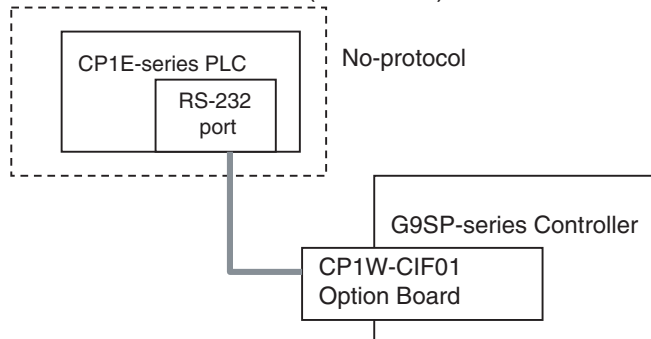 CP1E-series PLC
No-protocol
RS-232
port
G9SP-series Controller
CP1W-CIF01
Option Board